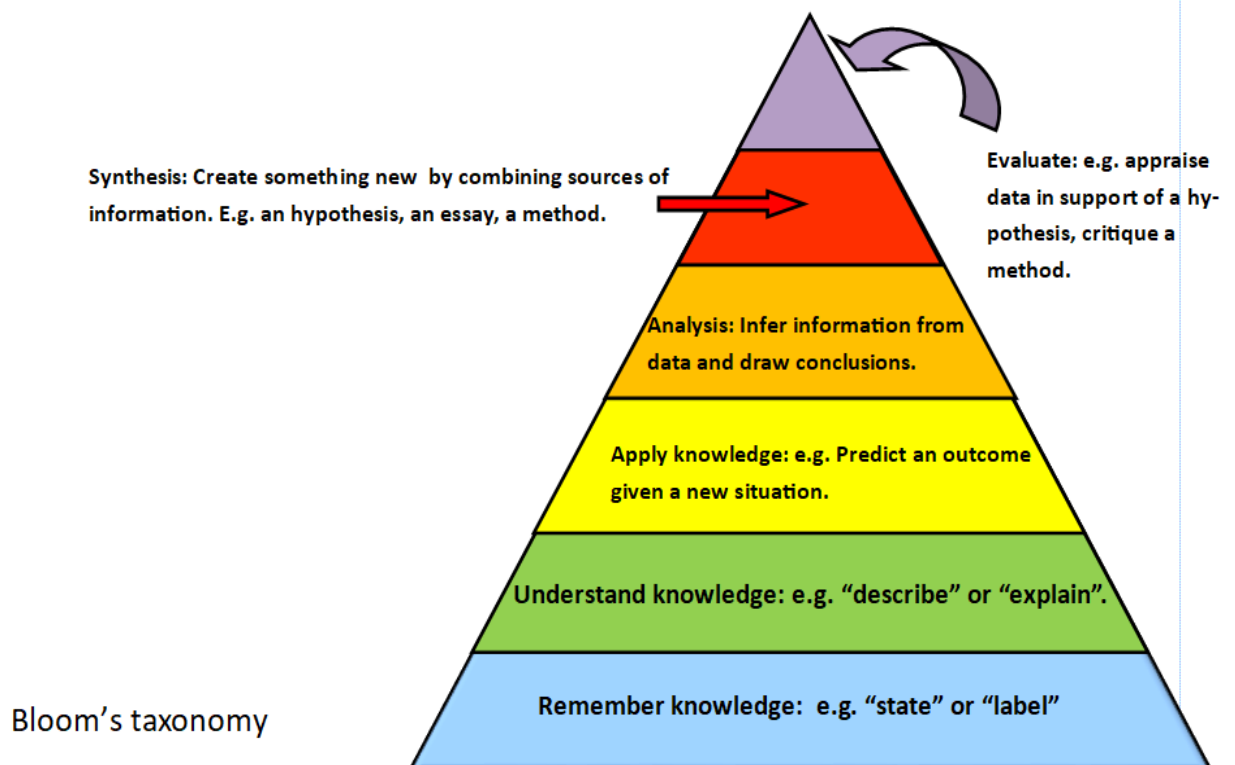 Synthesis: Create something new  by combining sources of
information. E.g. an hypothesis, an essay, a method.
Evaluate: e.g. appraise
data in support of a hy-
pothesis, critique a
method.
Analysis: Infer information from
data and draw conclusions.
Apply knowledge: e.g. Predict an outcome
given a new situation.
Understand knowledge: e.g. “describe” or “explain”.
Remember knowledge:  e.g. “state” or “label”
Bloom’s taxonomy